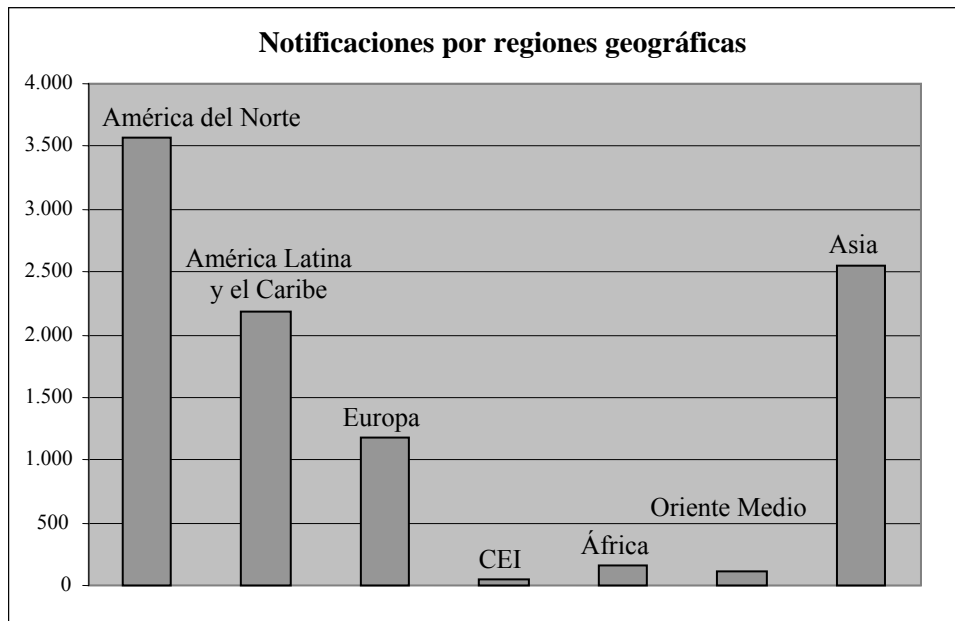 Notificaciones por regiones geográficas
4.000
3.500
3.000
2.500
2.000
1.500
1.000
500
0
América del Norte
América Latina
y el Caribe
Europa
CEI
África
Oriente Medio
Asia